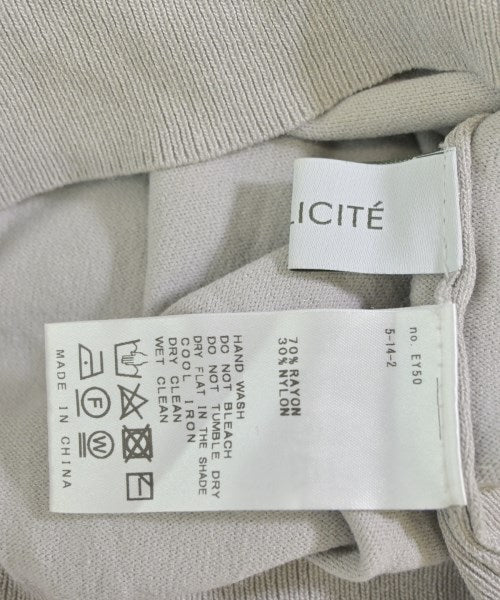 LICITÉ
no. EY50
5-14-2
70% RAYON
30% NYLON
HAND WASH
DO NOT BLEACH
DO NOT TUMBLE DRY
DRY FLAT IN THE SHADE
COOL IRON
DRY CLEAN
WET CLEAN
F
W
MADE IN CHINA